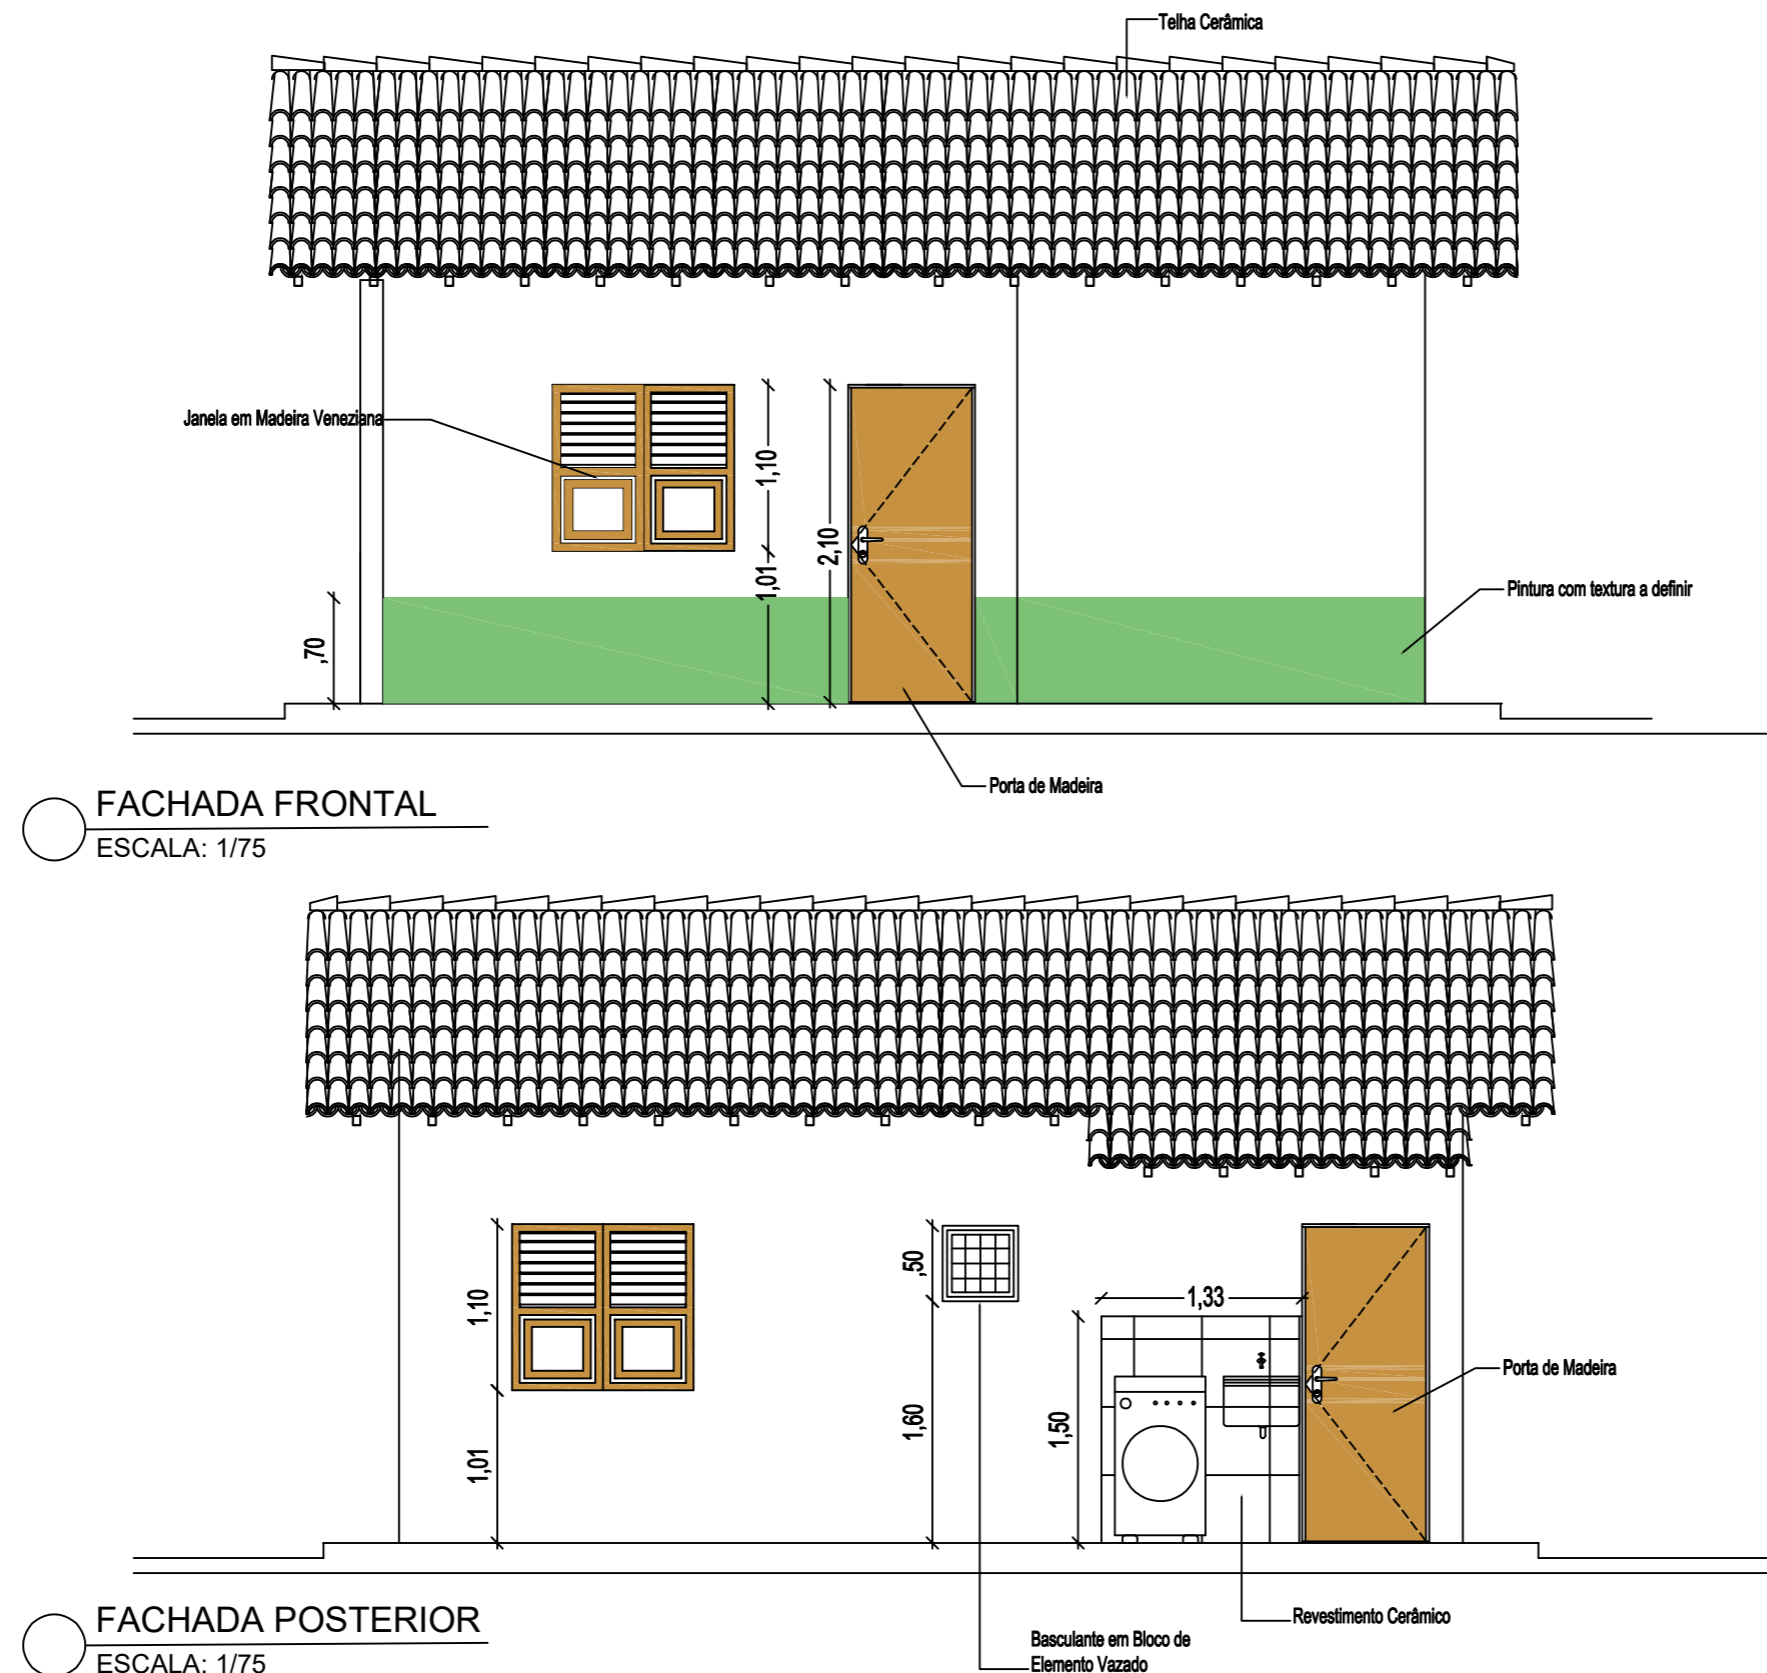 Telha Cerâmica
Janela em Madeira Veneziana
1,10
2,10
1,01
Pintura com textura a definir
,70
Porta de Madeira
FACHADA FRONTAL
ESCALA: 1/75
,50
1,10
1,33
Porta de Madeira
1,60
1,50
1,01
Revestimento Cerâmico
FACHADA POSTERIOR
Basculante em Bloco de
Elemento Vazado
ESCALA: 1/75